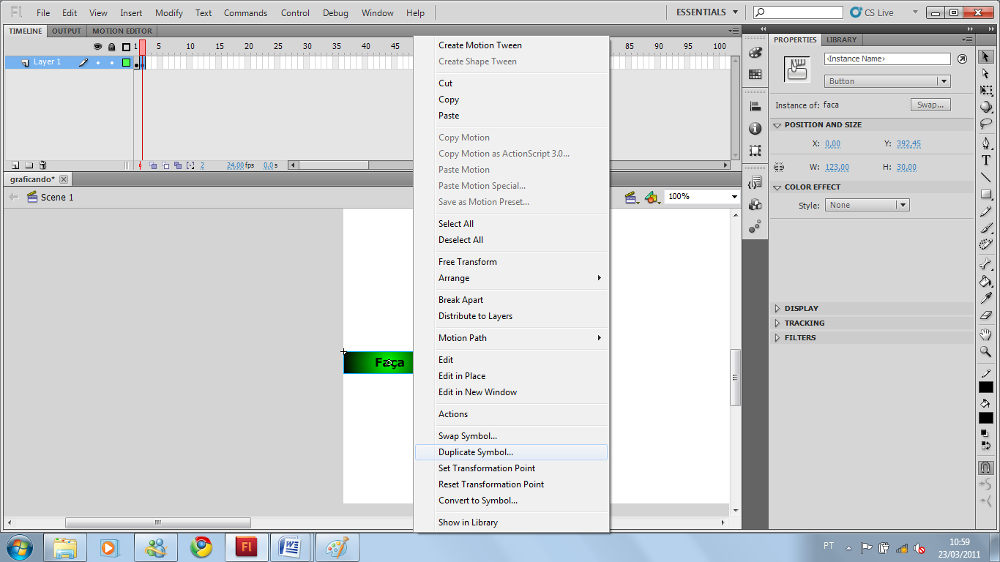 Fl File Edit View Insert Modify Text Commands Control Debug Window Help ESSENTIALS CS Live
TIMELINE OUTPUT MOTION EDITOR
1 5 10 15 20 25 30 35 40 45 85 90 95 100
Layer 1
2 24,00 fps 0,0 s
graficando*
Scene 1
100%
Create Motion Tween
Create Shape Tween
Cut
Copy
Paste
Copy Motion
Copy Motion as ActionScript 3.0...
Paste Motion
Paste Motion Special...
Save as Motion Preset...
Select All
Deselect All
Free Transform
Arrange
Break Apart
Distribute to Layers
Motion Path
Edit
Edit in Place
Edit in New Window
Actions
Swap Symbol...
Duplicate Symbol...
Set Transformation Point
Reset Transformation Point
Convert to Symbol...
Show in Library
Faça
PROPERTIES LIBRARY
<Instance Name>
Button
Instance of: faca Swap...
POSITION AND SIZE
X: 0,00 Y: 392,45
W: 123,00 H: 30,00
COLOR EFFECT
Style: None
DISPLAY
TRACKING
FILTERS
T
Fl W PT 10:59
23/03/2011